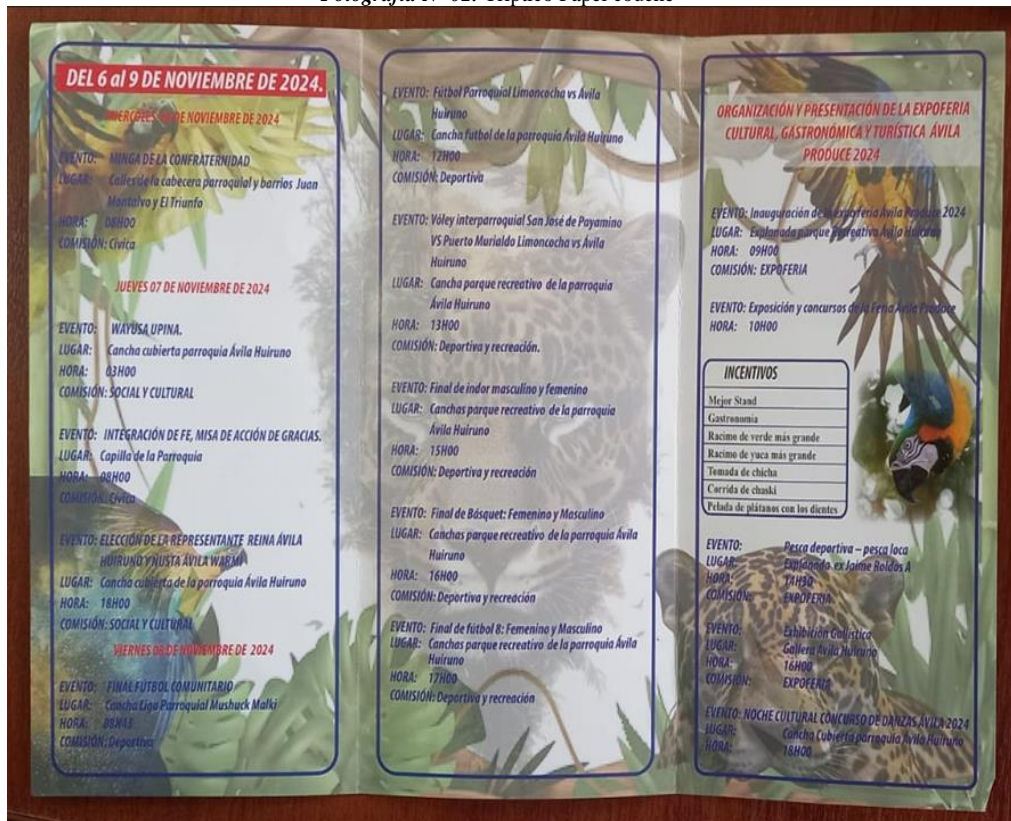 DEL 6 al 9 DE NOVIEMBRE DE 2024.
MIÉRCOLES 06 DE NOVIEMBRE DE 2024
EVENTO: MINGA DE LA CONFRATERNIDAD
LUGAR: Calles de la cabecera parroquial y barrios Juan
Montalvo y El Triunfo
HORA: 08H00
COMISIÓN: Cívica
JUEVES 07 DE NOVIEMBRE DE 2024
EVENTO: WAYUSA UPINA.
LUGAR: Cancha cubierta parroquia Ávila Huiruno
HORA: 03H00
COMISIÓN: SOCIAL Y CULTURAL
EVENTO: INTEGRACIÓN DE FE, MISA DE ACCIÓN DE GRACIAS.
LUGAR: Capilla de la Parroquia
HORA: 08H00
COMISIÓN: Cívica
EVENTO: ELECCIÓN DE LA REPRESENTANTE REINA ÁVILA
HUIRUNO Y ÑUSTA ÁVILA WARMI
LUGAR: Cancha cubierta de la parroquia Ávila Huiruno
HORA: 18H00
COMISIÓN: SOCIAL Y CULTURAL
VIERNES 08 DE NOVIEMBRE DE 2024
EVENTO: FINAL FÚTBOL COMUNITARIO
LUGAR: Cancha Liga Parroquial Mushuck Malki
HORA: 08H45
COMISIÓN: Deportiva
EVENTO: Fútbol Parroquial Limoncocha vs Ávila
Huiruno
LUGAR: Cancha futbol de la parroquia Ávila Huiruno
HORA: 12H00
COMISIÓN: Deportiva
EVENTO: Vóley interparroquial San José de Payamino
VS Puerto Murialdo Limoncocha vs Ávila
Huiruno
LUGAR: Cancha parque recreativo de la parroquia
Ávila Huiruno
HORA: 13H00
COMISIÓN: Deportiva y recreación.
EVENTO: Final de indor masculino y femenino
LUGAR: Canchas parque recreativo de la parroquia
Ávila Huiruno
HORA: 15H00
COMISIÓN: Deportiva y recreación
EVENTO: Final de Básquet: Femenino y Masculino
LUGAR: Canchas parque recreativo de la parroquia Ávila
Huiruno
HORA: 16H00
COMISIÓN: Deportiva y recreación
EVENTO: Final de fútbol 8: Femenino y Masculino
LUGAR: Canchas parque recreativo de la parroquia Ávila
Huiruno
HORA: 17H00
COMISIÓN: Deportiva y recreación
ORGANIZACIÓN Y PRESENTACIÓN DE LA EXPOFERIA
CULTURAL, GASTRONÓMICA Y TURÍSTICA ÁVILA
PRODUCE 2024
EVENTO: Inauguración de la expoferia Ávila Produce 2024
LUGAR: Explanada parque recreativo Ávila Huiruno
HORA: 09H00
COMISIÓN: EXPOFERIA
EVENTO: Exposición y concursos de la Feria Ávila Produce
HORA: 10H00
INCENTIVOS
Mejor Stand
Gastronomía
Racimo de verde más grande
Racimo de yuca más grande
Tomada de chicha
Corrida de chaski
Pelada de plátanos con los dientes
EVENTO: Pesca deportiva – pesca loca
LUGAR: Explanada ex Jaime Roldós A
HORA: 14H30
COMISIÓN: EXPOFERIA
EVENTO: Exhibición Gallística
LUGAR: Gallera Ávila Huiruno
HORA: 16H00
COMISIÓN: EXPOFERIA
EVENTO: NOCHE CULTURAL CONCURSO DE DANZAS ÁVILA 2024
LUGAR: Cancha Cubierta parroquia Ávila Huiruno
HORA: 18H00